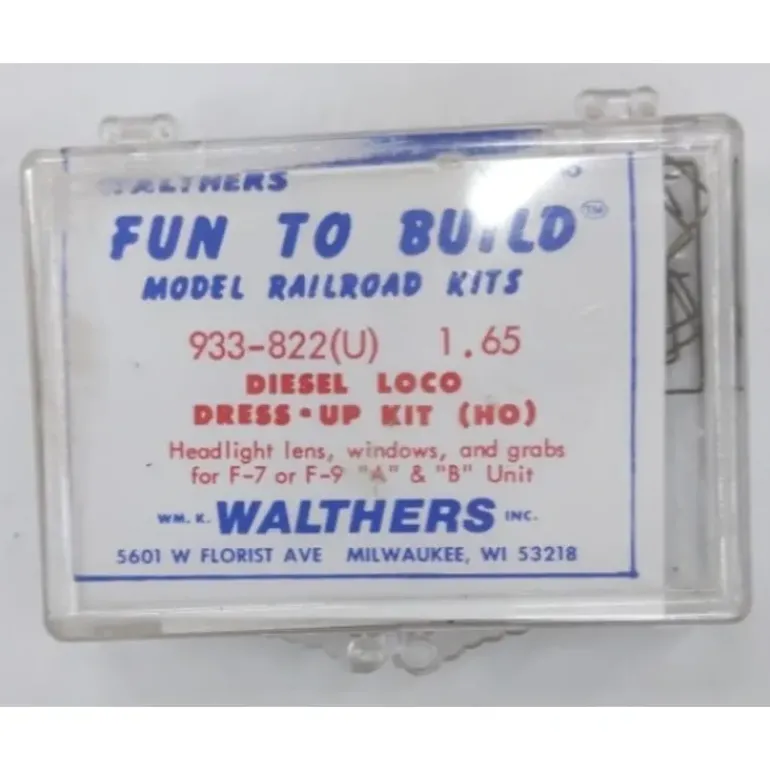 WALTHERS
FUN TO BUILD™
MODEL RAILROAD KITS
933-822(U) 1.65
DIESEL LOCO
DRESS•UP KIT (HO)
Headlight lens, windows, and grabs
for F-7 or F-9 "A" & "B" Unit
WM. K. WALTHERS INC.
5601 W FLORIST AVE MILWAUKEE, WI 53218